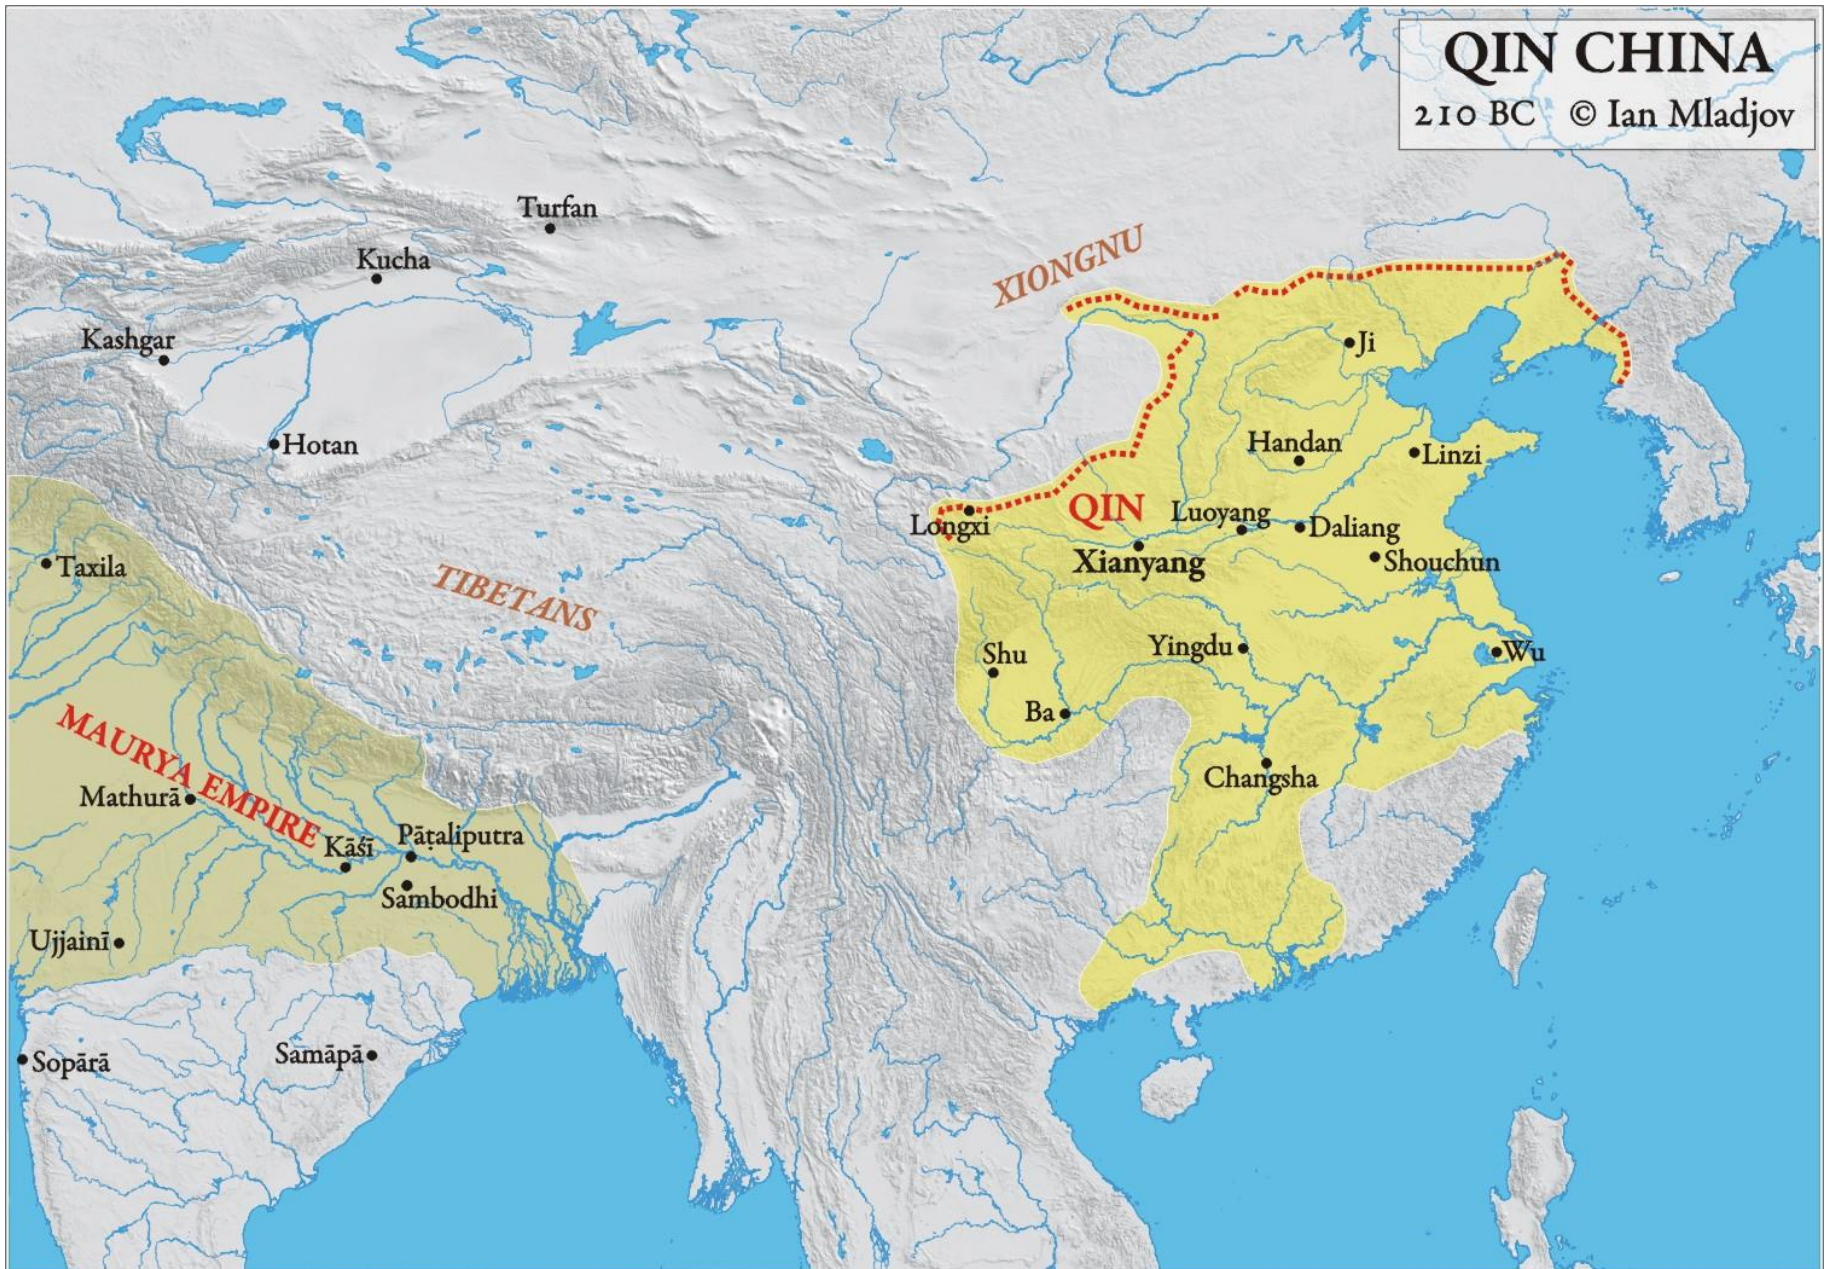 QIN CHINA
210 BC © Ian Mladjov
Turfan
XIONGNU
Kucha
Kashgar
Ji
Hotan
Handan
Linzi
QIN
Luoyang
Longxi
Daliang
Xianyang
Shouchun
Taxila
TIBETANS
Yingdu
Wu
Shu
Ba
MAURYA EMPIRE
Changsha
Mathurā
Kāśī
Pāṭaliputra
Sambodhi
Ujjainī
Sopārā
Samāpā